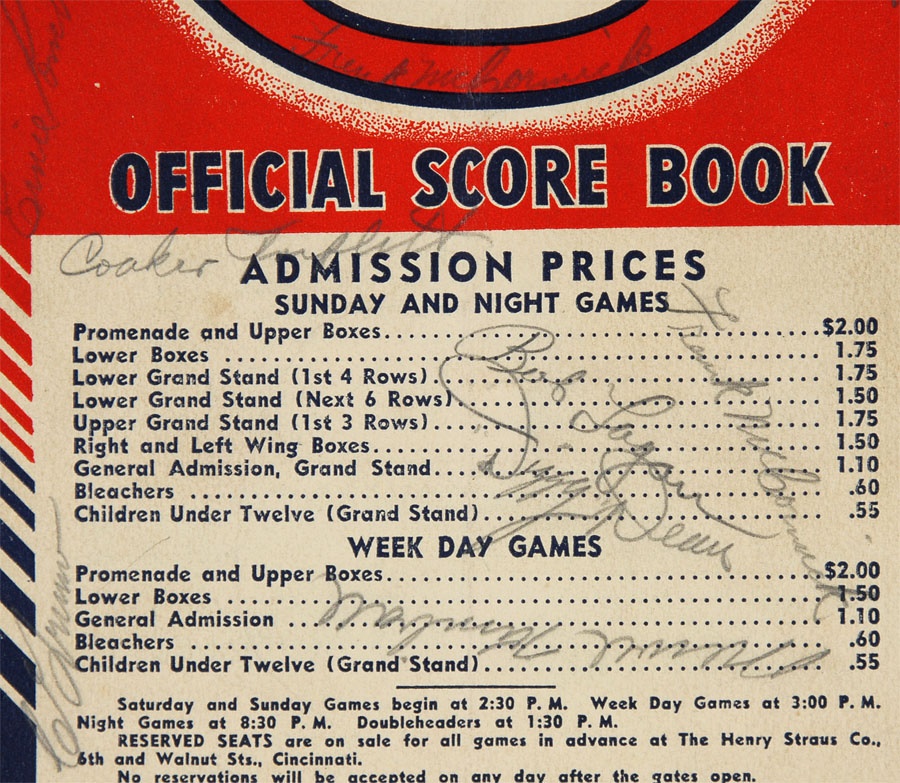 Frank McCormick
OFFICIAL SCORE BOOK
Coaker Triplett
ADMISSION PRICES
SUNDAY AND NIGHT GAMES
Promenade and Upper Boxes........................$2.00
Lower Boxes ........................ 1.75
Lower Grand Stand (1st 4 Rows)........................ 1.75
Lower Grand Stand (Next 6 Rows)........................ 1.50
Upper Grand Stand (1st 3 Rows)........................ 1.75
Right and Left Wing Boxes........................ 1.50
General Admission, Grand Stand........................ 1.10
Bleachers ........................ .60
Children Under Twelve (Grand Stand)........................ .55
Bob Logan
Dizzy Dean
Frank McCormick
WEEK DAY GAMES
Promenade and Upper Boxes........................$2.00
Lower Boxes ........................ 1.50
General Admission ........................ 1.10
Bleachers ........................ .60
Children Under Twelve (Grand Stand)........................ .55
Saturday and Sunday Games begin at 2:30 P. M. Week Day Games at 3:00 P. M.
Night Games at 8:30 P. M. Doubleheaders at 1:30 P. M.
RESERVED SEATS are on sale for all games in advance at The Henry Straus Co.,
6th and Walnut Sts., Cincinnati.
No reservations will be accepted on any day after the gates open.